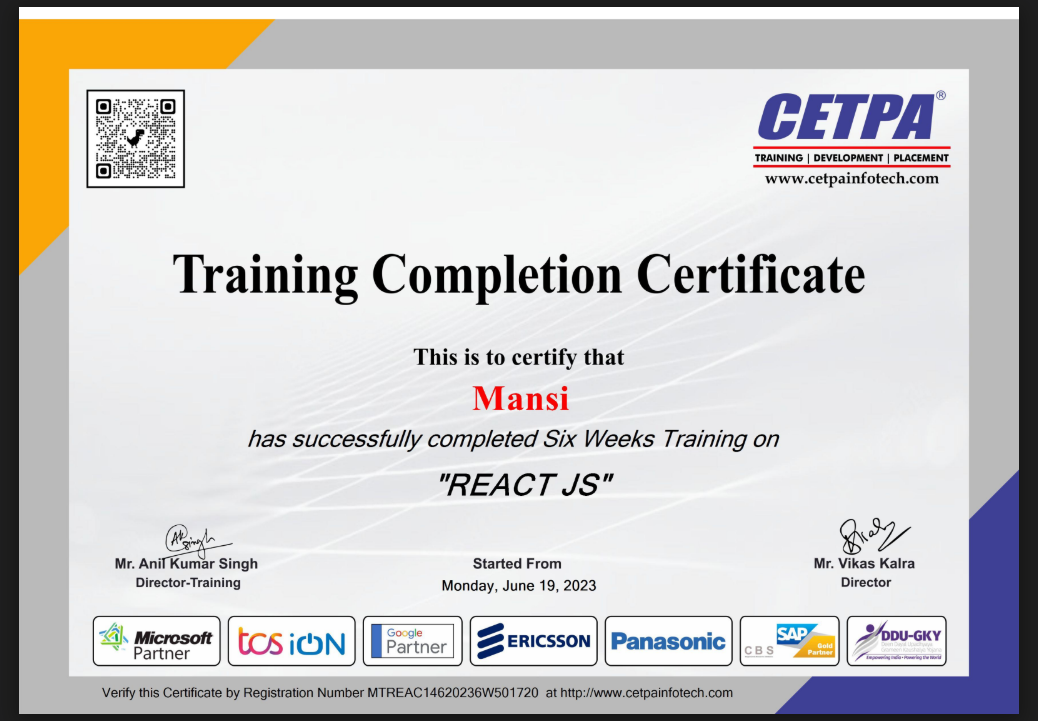 CETPA®
TRAINING | DEVELOPMENT | PLACEMENT
www.cetpainfotech.com
Training Completion Certificate
This is to certify that
Mansi
has successfully completed Six Weeks Training on
"REACT JS"
Mr. Anil Kumar Singh
Director-Training
Started From
Monday, June 19, 2023
Mr. Vikas Kalra
Director
Microsoft
Partner
tcs iON
Google
Partner
ERICSSON
Panasonic
CBS
SAP
Gold
Partner
DDU-GKY
Empowering India - Powering the World
Verify this Certificate by Registration Number MTREAC14620236W501720 at http://www.cetpainfotech.com